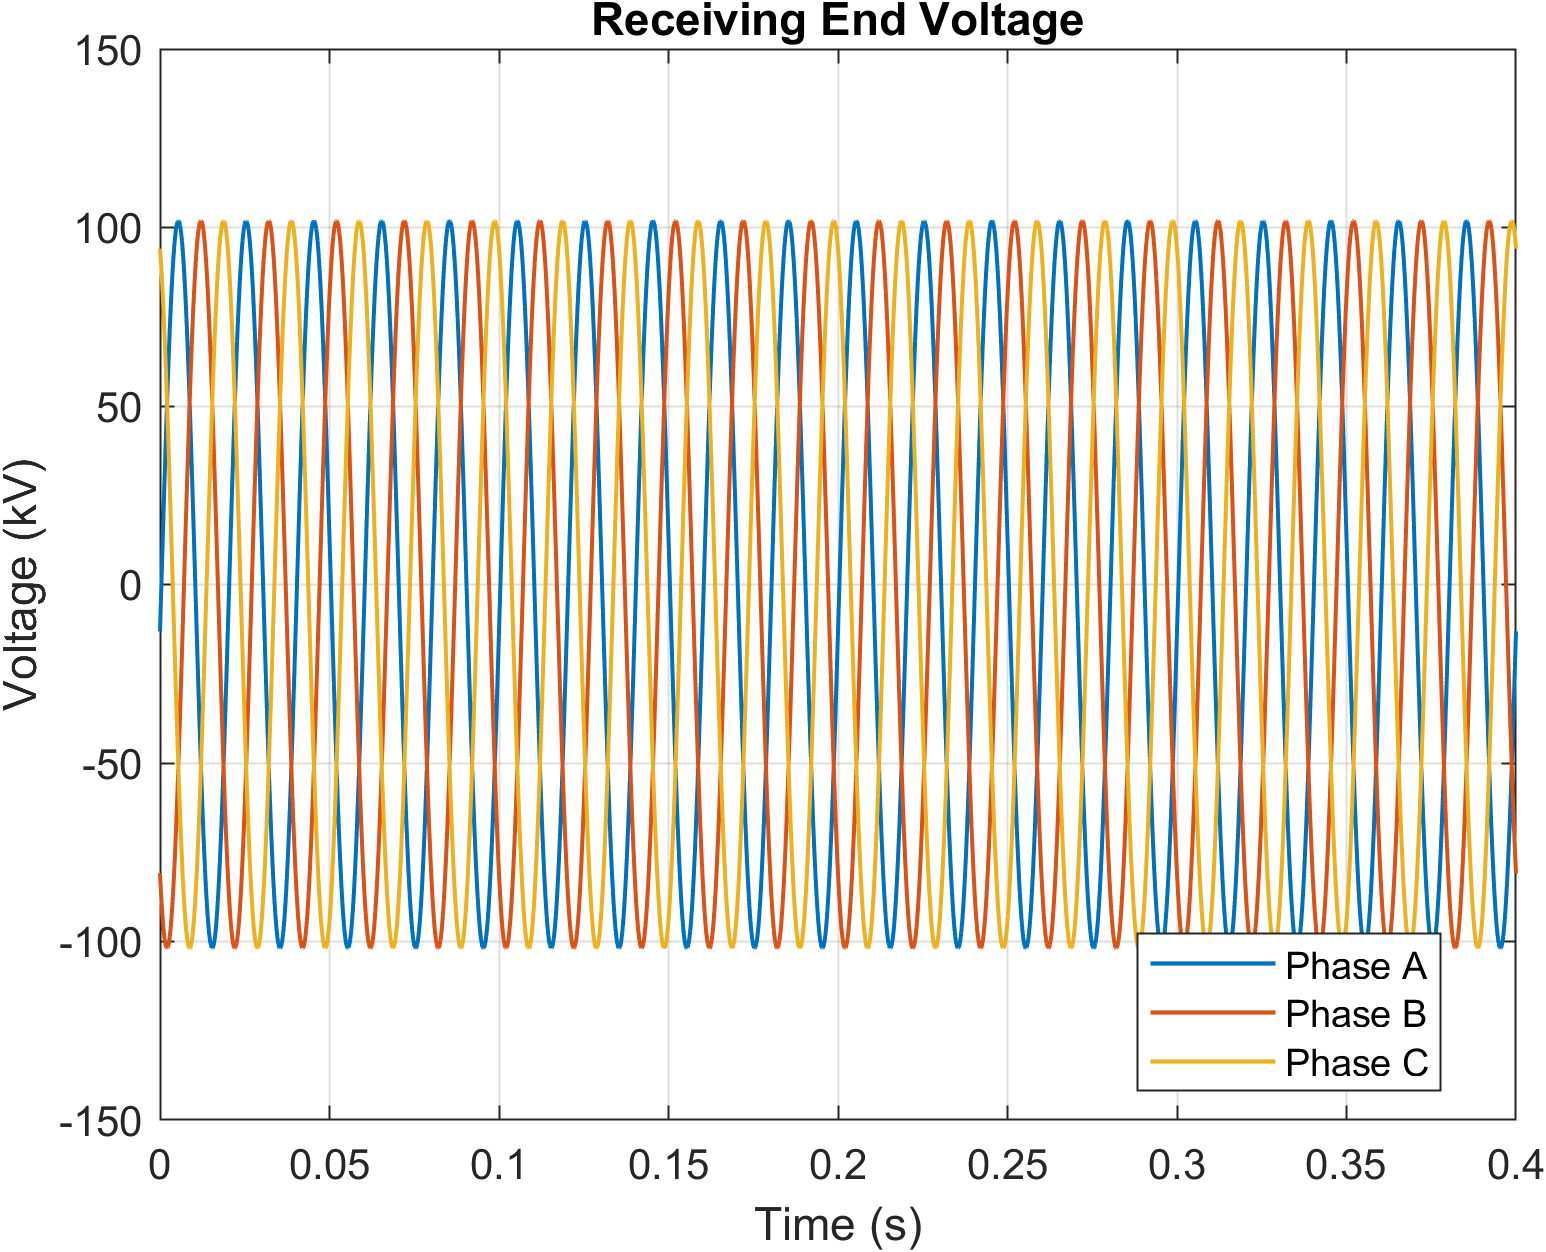 Receiving End Voltage
150
100
50
0
-50
-100
-150
Voltage (kV)
Phase A
Phase B
Phase C
0 0.05 0.1 0.15 0.2 0.25 0.3 0.35 0.4
Time (s)